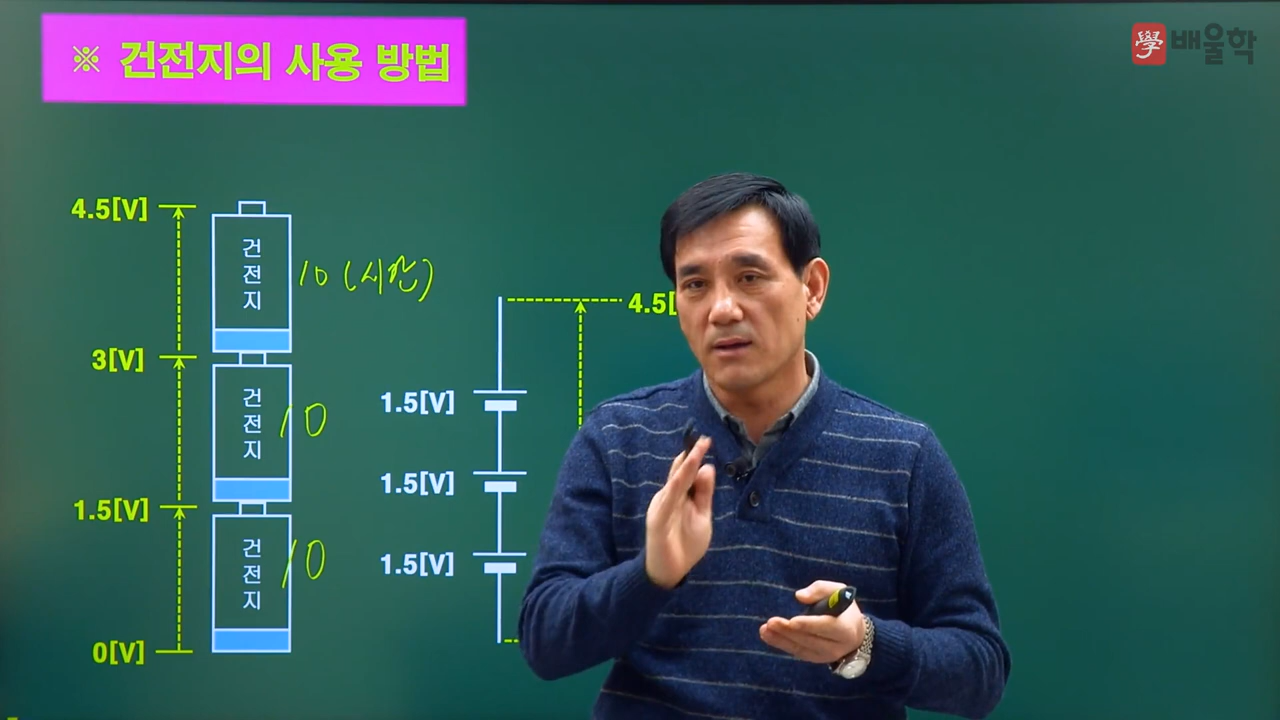 ※ 건전지의 사용 방법
學 배울학
4.5[V]
건전지
10 (시간)
3[V]
건전지
10
1.5[V]
건전지
10
0[V]
4.5[
1.5[V]
1.5[V]
1.5[V]